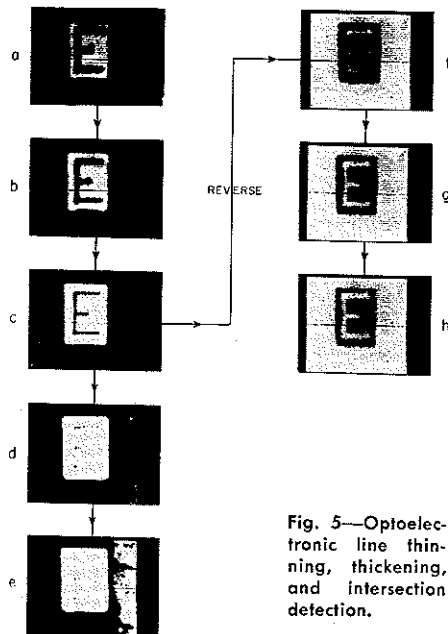 a
E
b
E
c
E
d
e
REVERSE
f
E
g
E
h
E
Fig. 5—Optoelec-
tronic line thin-
ning, thickening,
and intersection
detection.